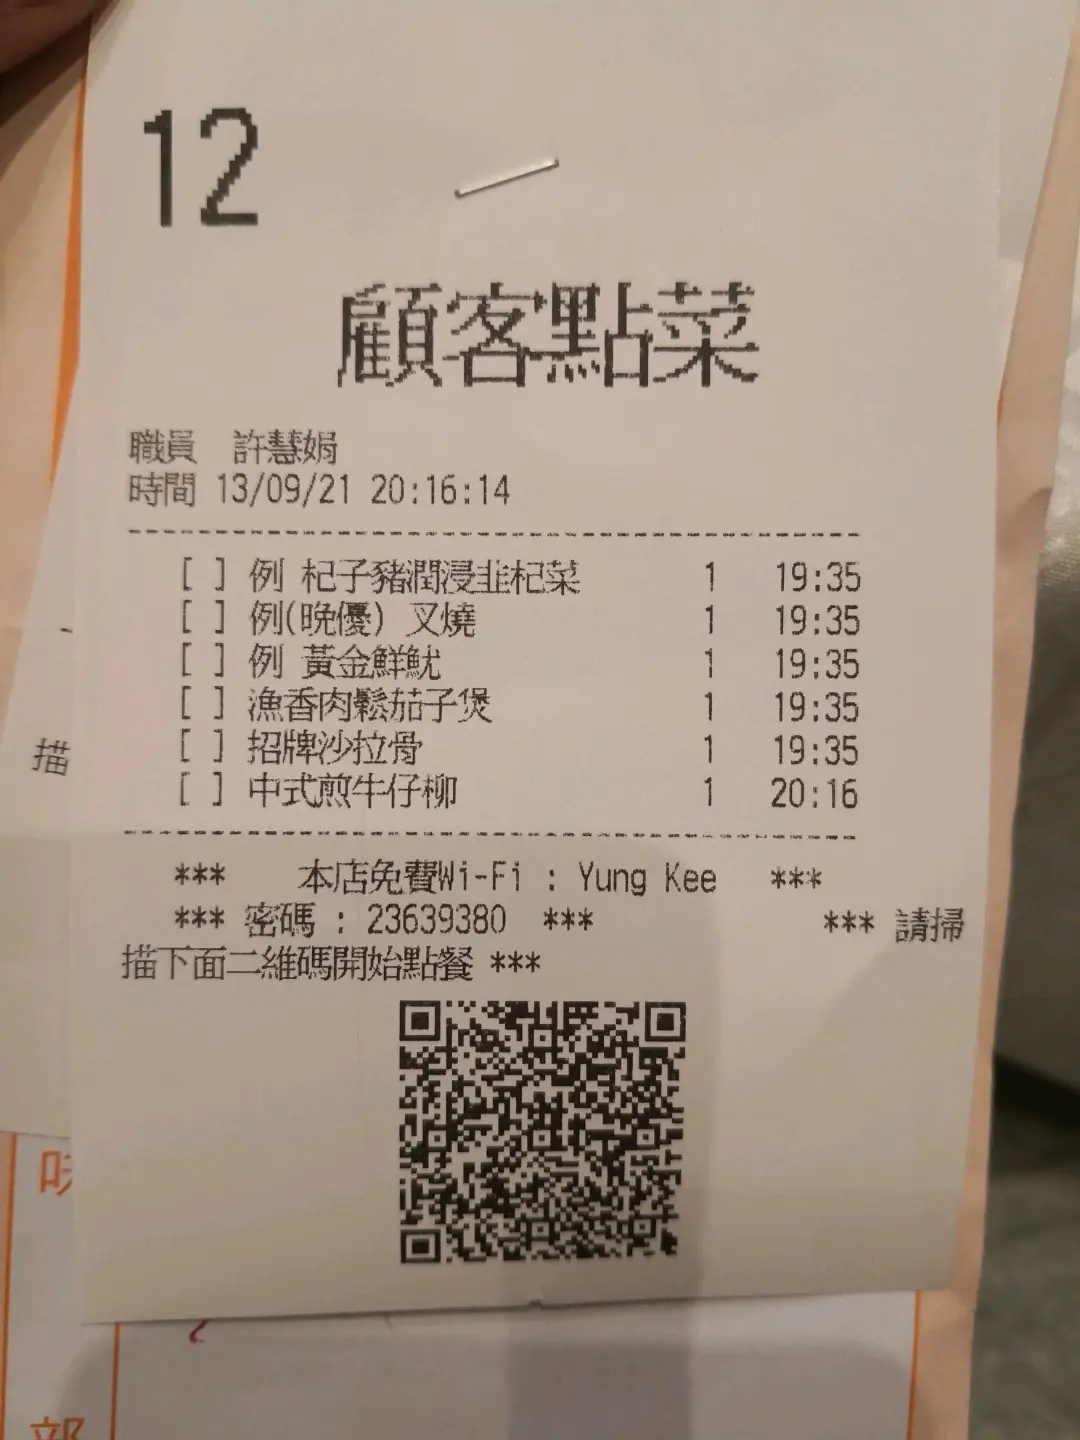 12
顧客點菜
職員 許慧娟
時間 13/09/21 20:16:14
[ ] 例 杞子豬潤浸韭杞菜 1 19:35
[ ] 例(晚優) 叉燒 1 19:35
[ ] 例 黃金鮮魷 1 19:35
[ ] 漁香肉鬆茄子煲 1 19:35
[ ] 招牌沙拉骨 1 19:35
[ ] 中式煎牛仔柳 1 20:16
*** 本店免費Wi-Fi : Yung Kee ***
*** 密碼 : 23639380 *** *** 請掃
描下面二維碼開始點餐 ***
描
部